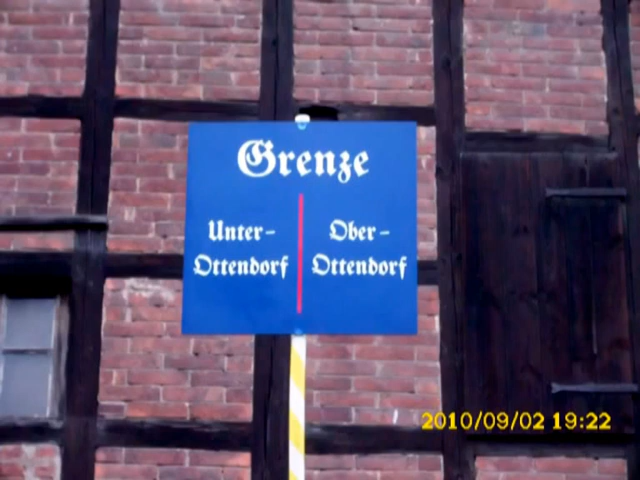 Grenze
Unter-
Ottendorf
Ober-
Ottendorf
2010/09/02 19:22